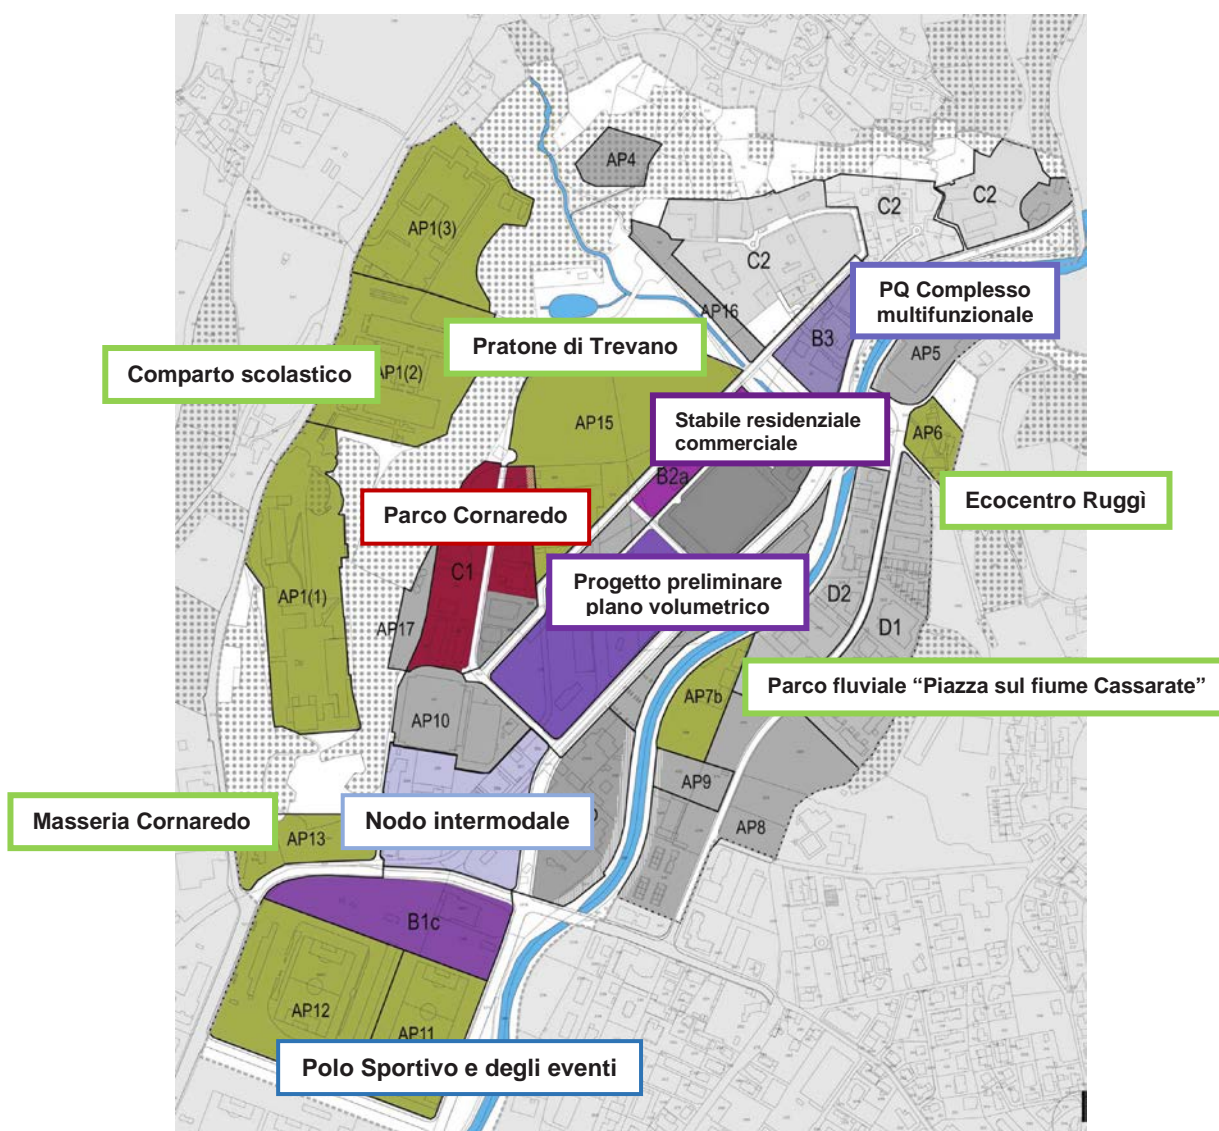 AP4
C2
C2
C2
AP1(3)
AP16
PQ Complesso
multifunzionale
B3
AP5
Pratone di Trevano
Comparto scolastico
AP1(2)
AP15
Stabile residenziale
commerciale
AP6
B2a
Ecocentro Ruggì
Parco Cornaredo
C1
Progetto preliminare
plano volumetrico
AP1(1)
D2
AP17
D1
Parco fluviale “Piazza sul fiume Cassarate”
AP7b
AP10
AP9
Masseria Cornaredo
Nodo intermodale
AP13
AP8
B1c
AP12
AP11
Polo Sportivo e degli eventi